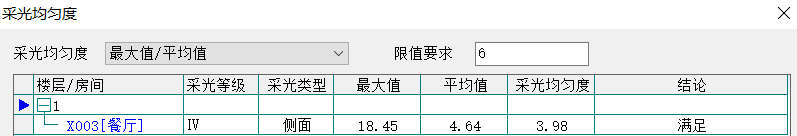 采光均匀度
采光均匀度 最大值/平均值 限值要求 6
楼层/房间 采光等级 采光类型 最大值 平均值 采光均匀度 结论
1
X003[餐厅] Ⅳ 侧面 18.45 4.64 3.98 满足